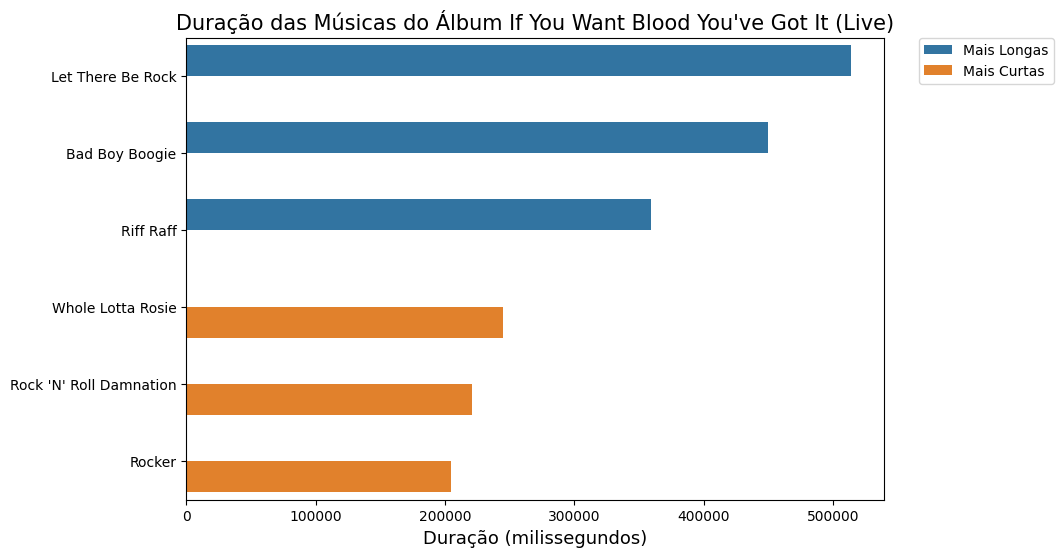 Duração das Músicas do Álbum If You Want Blood You've Got It (Live)
Mais Longas
Mais Curtas
Let There Be Rock
Bad Boy Boogie
Riff Raff
Whole Lotta Rosie
Rock 'N' Roll Damnation
Rocker
0 100000 200000 300000 400000 500000
Duração (milissegundos)